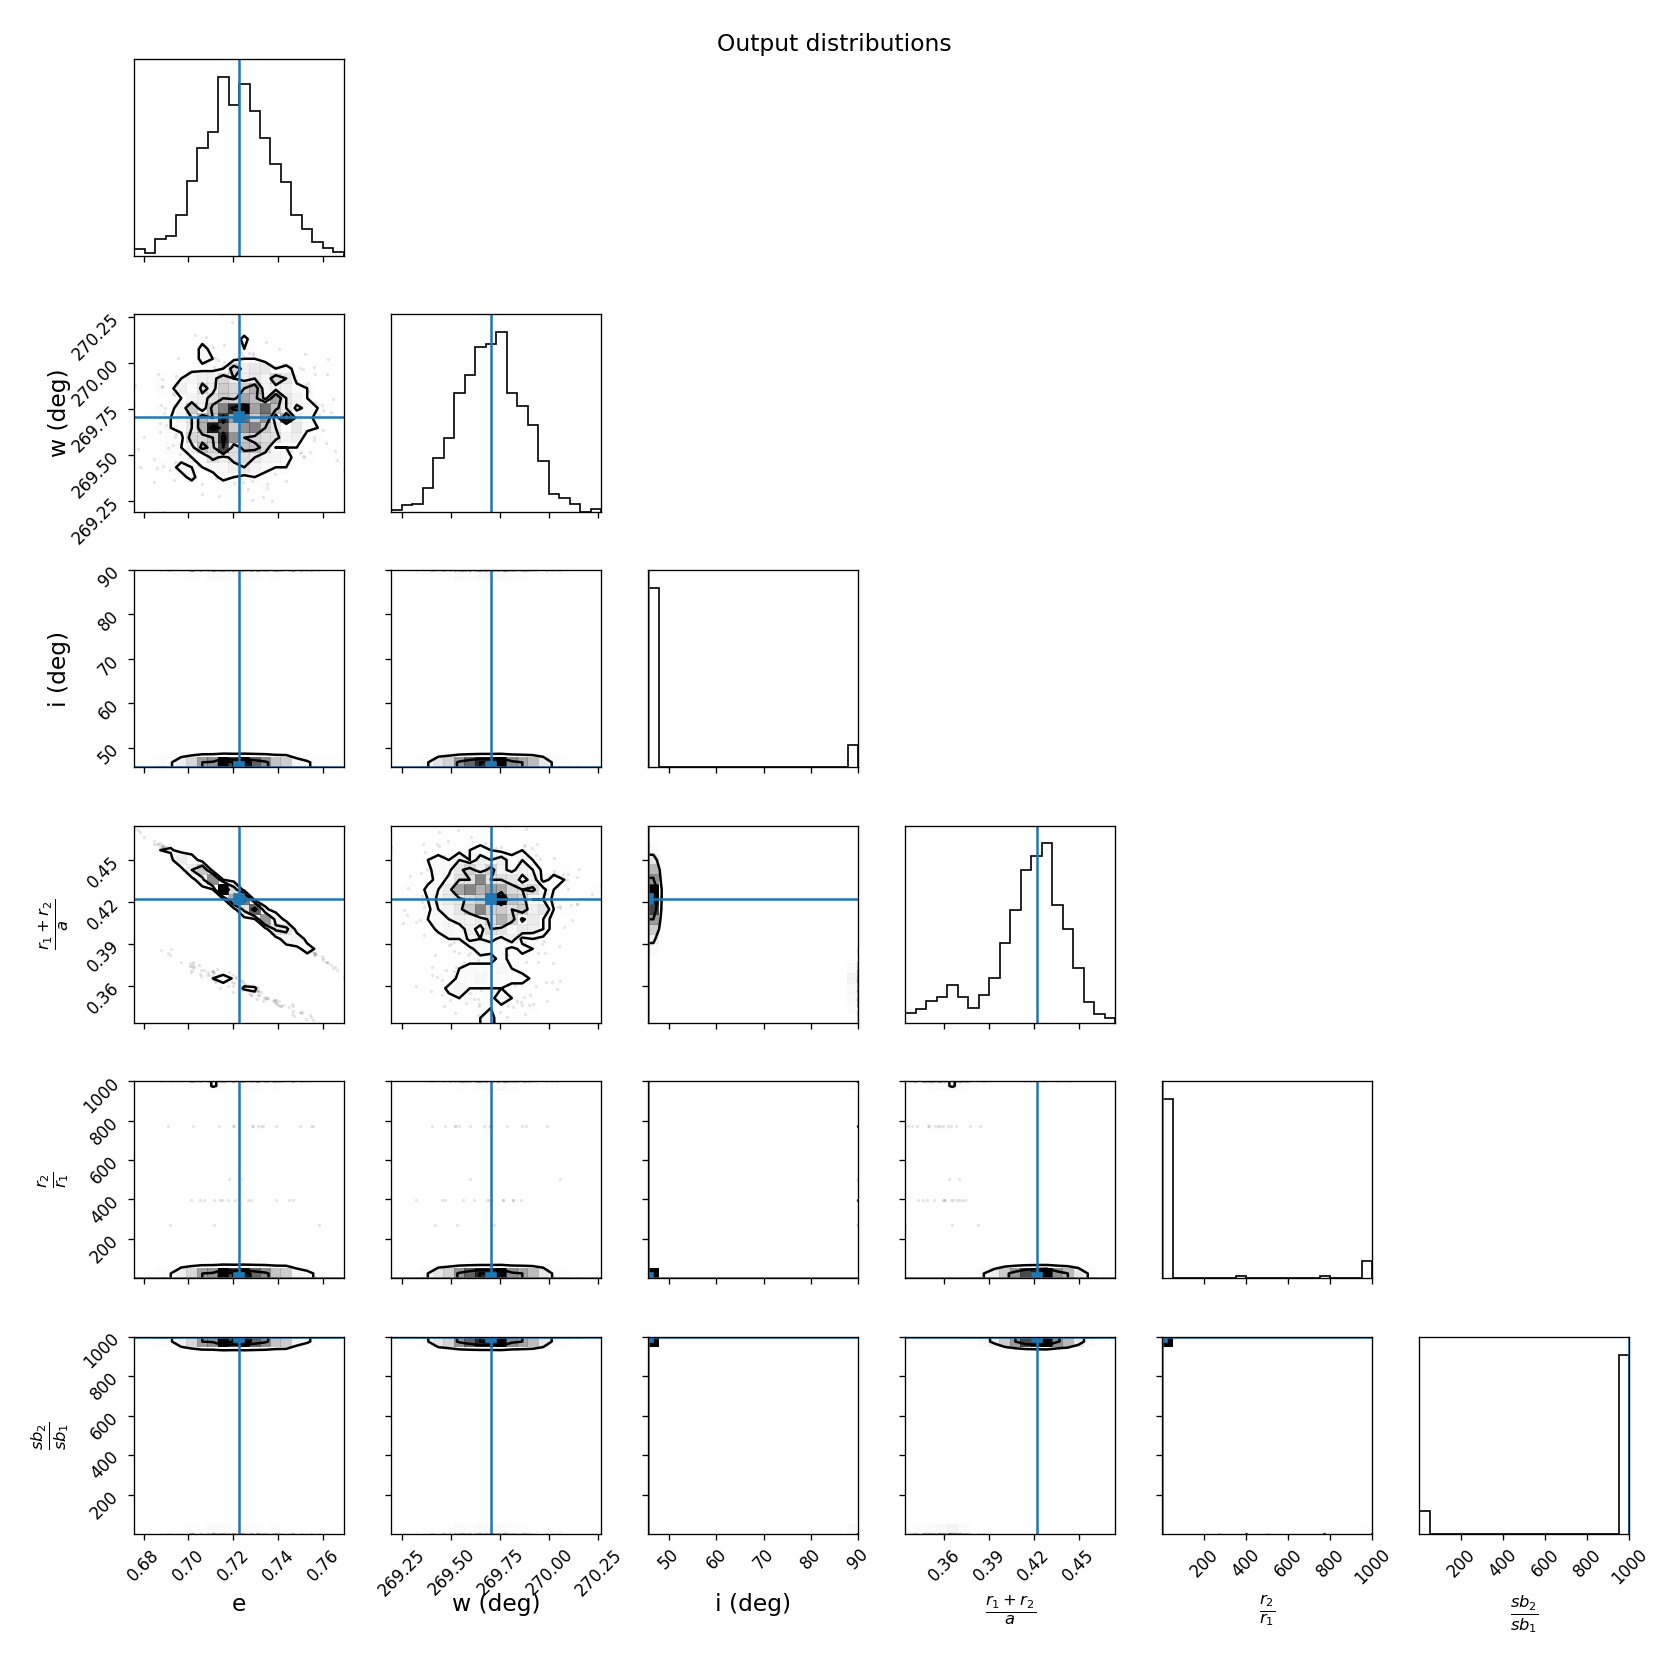 Output distributions
270.25
270.00
269.75
269.50
269.25
w (deg)
90
80
70
60
50
i (deg)
0.45
0.42
0.39
0.36
r₁ + r₂
a
1000
800
600
400
200
r₂
r₁
1000
800
600
400
200
sb₂
sb₁
0.68 0.70 0.72 0.74 0.76
e
269.25 269.50 269.75 270.00 270.25
w (deg)
50 60 70 80 90
i (deg)
0.36 0.39 0.42 0.45
r₁ + r₂
a
200 400 600 800 1000
r₂
r₁
200 400 600 800 1000
sb₂
sb₁